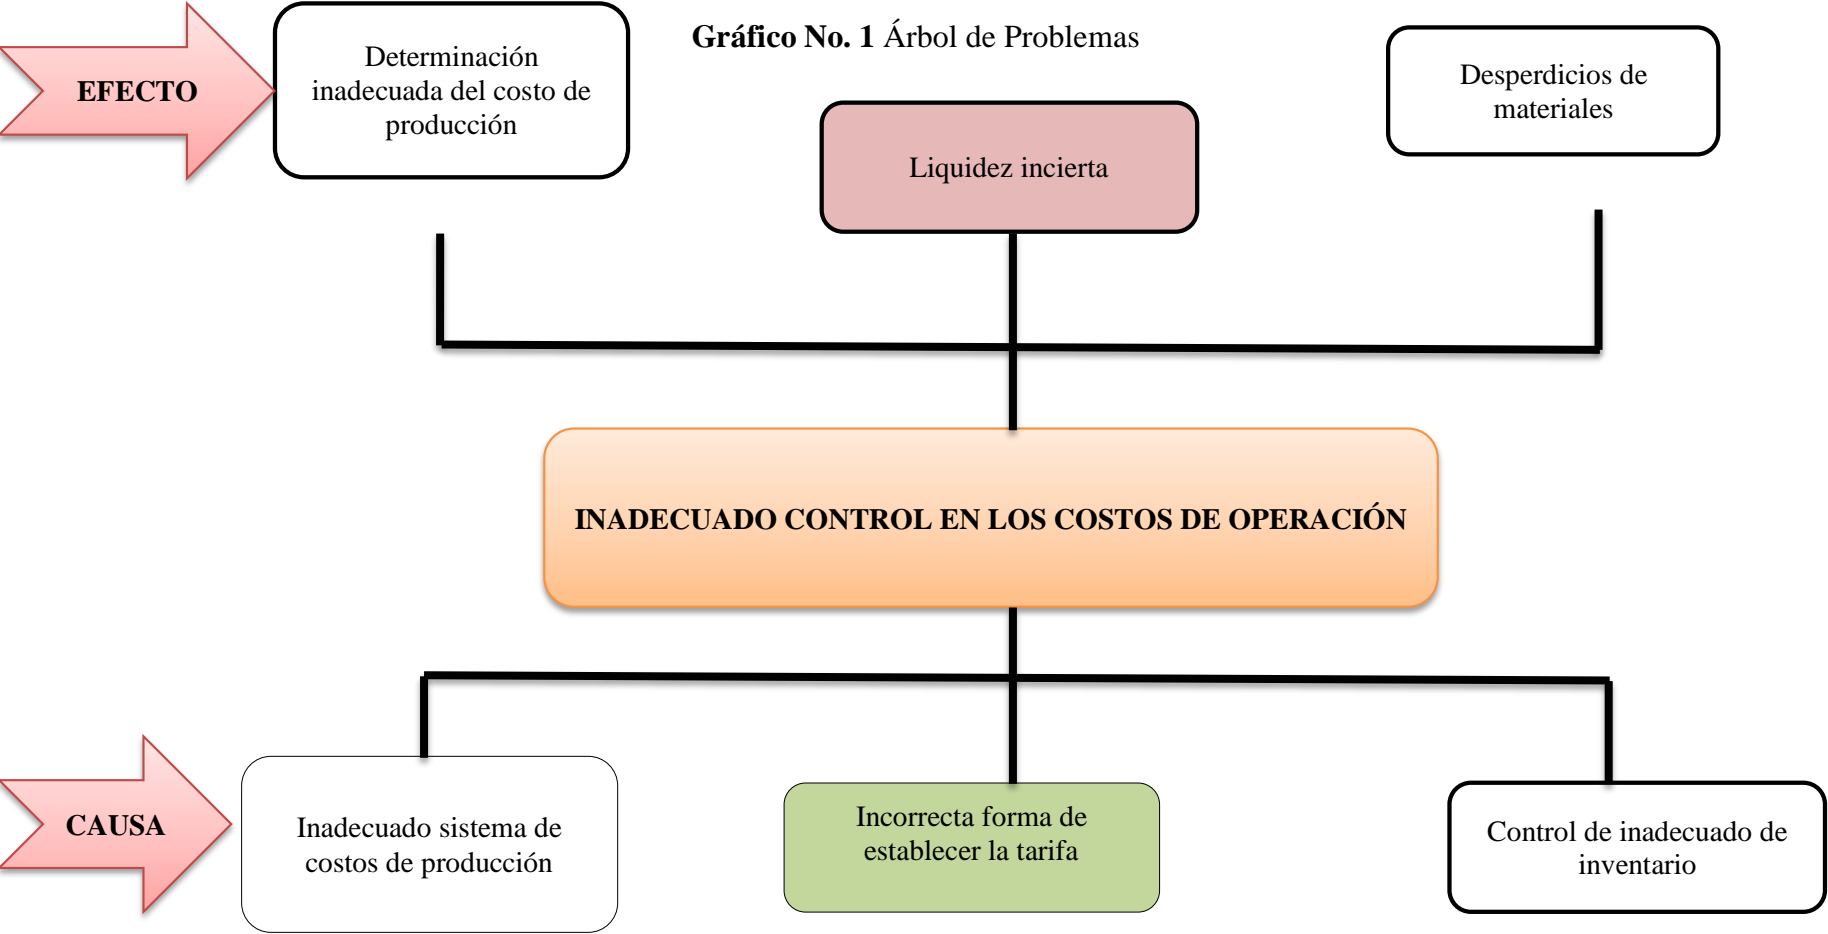 Gráfico No. 1 Árbol de Problemas
EFECTO
Determinación
inadecuada del costo de
producción
Liquidez incierta
Desperdicios de
materiales
INADECUADO CONTROL EN LOS COSTOS DE OPERACIÓN
CAUSA
Inadecuado sistema de
costos de producción
Incorrecta forma de
establecer la tarifa
Control de inadecuado de
inventario